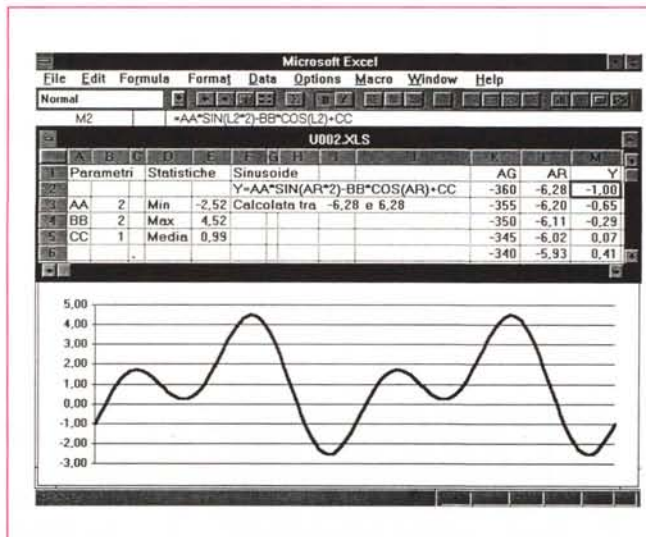 Microsoft Excel
File Edit Formula Format Data Options Macro Window Help
Normal
M2 =AA*SIN(L2*2)-BB*COS(L2)+CC
U002.XLS
A B C D E F G H I J K L M
1 Parametri Statistiche Sinusoide AG AR Y
2 Y=AA*SIN(AR*2)-BB*COS(AR)+CC -360 -6,28 -1,00
3 AA 2 Min -2,52 Calcolata tra -6,28 e 6,28 -355 -6,20 -0,65
4 BB 2 Max 4,52 -350 -6,11 -0,29
5 CC 1 Media 0,99 -345 -6,02 0,07
6 -340 -5,93 0,41
5,00
4,00
3,00
2,00
1,00
0,00
-1,00
-2,00
-3,00